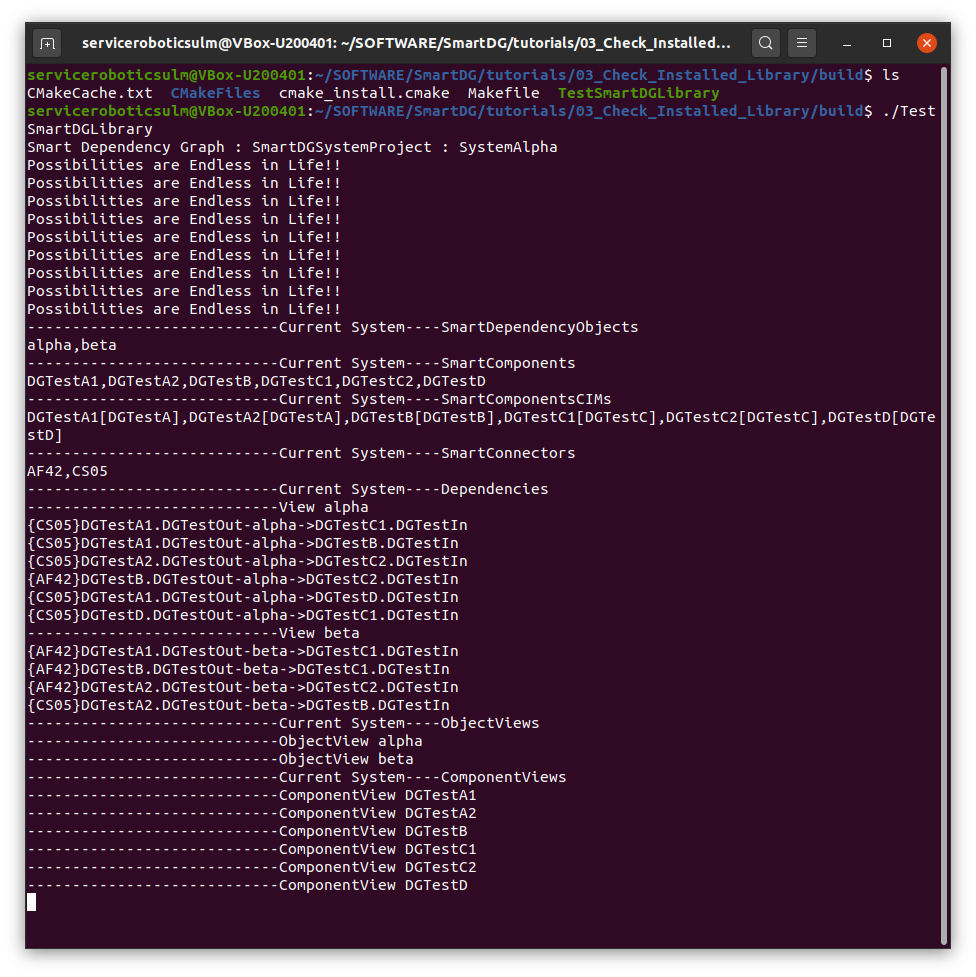 serviceroboticsulm@VBox-U200401: ~/SOFTWARE/SmartDG/tutorials/03_Check_Installed...
serviceroboticsulm@VBox-U200401:~/SOFTWARE/SmartDG/tutorials/03_Check_Installed_Library/build$ ls
CMakeCache.txt  CMakeFiles  cmake_install.cmake  Makefile  TestSmartDGLibrary
serviceroboticsulm@VBox-U200401:~/SOFTWARE/SmartDG/tutorials/03_Check_Installed_Library/build$ ./Test
SmartDGLibrary
Smart Dependency Graph : SmartDGSystemProject : SystemAlpha
Possibilities are Endless in Life!!
Possibilities are Endless in Life!!
Possibilities are Endless in Life!!
Possibilities are Endless in Life!!
Possibilities are Endless in Life!!
Possibilities are Endless in Life!!
Possibilities are Endless in Life!!
Possibilities are Endless in Life!!
Possibilities are Endless in Life!!
----------------------------Current System----SmartDependencyObjects
alpha,beta
----------------------------Current System----SmartComponents
DGTestA1,DGTestA2,DGTestB,DGTestC1,DGTestC2,DGTestD
----------------------------Current System----SmartComponentsCIMs
DGTestA1[DGTestA],DGTestA2[DGTestA],DGTestB[DGTestB],DGTestC1[DGTestC],DGTestC2[DGTestC],DGTestD[DGTe
stD]
----------------------------Current System----SmartConnectors
AF42,CS05
----------------------------Current System----Dependencies
----------------------------View alpha
{CS05}DGTestA1.DGTestOut-alpha->DGTestC1.DGTestIn
{CS05}DGTestA1.DGTestOut-alpha->DGTestB.DGTestIn
{CS05}DGTestA2.DGTestOut-alpha->DGTestC2.DGTestIn
{AF42}DGTestB.DGTestOut-alpha->DGTestC2.DGTestIn
{CS05}DGTestA1.DGTestOut-alpha->DGTestD.DGTestIn
{CS05}DGTestD.DGTestOut-alpha->DGTestC1.DGTestIn
----------------------------View beta
{AF42}DGTestA1.DGTestOut-beta->DGTestC1.DGTestIn
{AF42}DGTestB.DGTestOut-beta->DGTestC1.DGTestIn
{AF42}DGTestA2.DGTestOut-beta->DGTestC2.DGTestIn
{CS05}DGTestA2.DGTestOut-beta->DGTestB.DGTestIn
----------------------------Current System----ObjectViews
----------------------------ObjectView alpha
----------------------------ObjectView beta
----------------------------Current System----ComponentViews
----------------------------ComponentView DGTestA1
----------------------------ComponentView DGTestA2
----------------------------ComponentView DGTestB
----------------------------ComponentView DGTestC1
----------------------------ComponentView DGTestC2
----------------------------ComponentView DGTestD